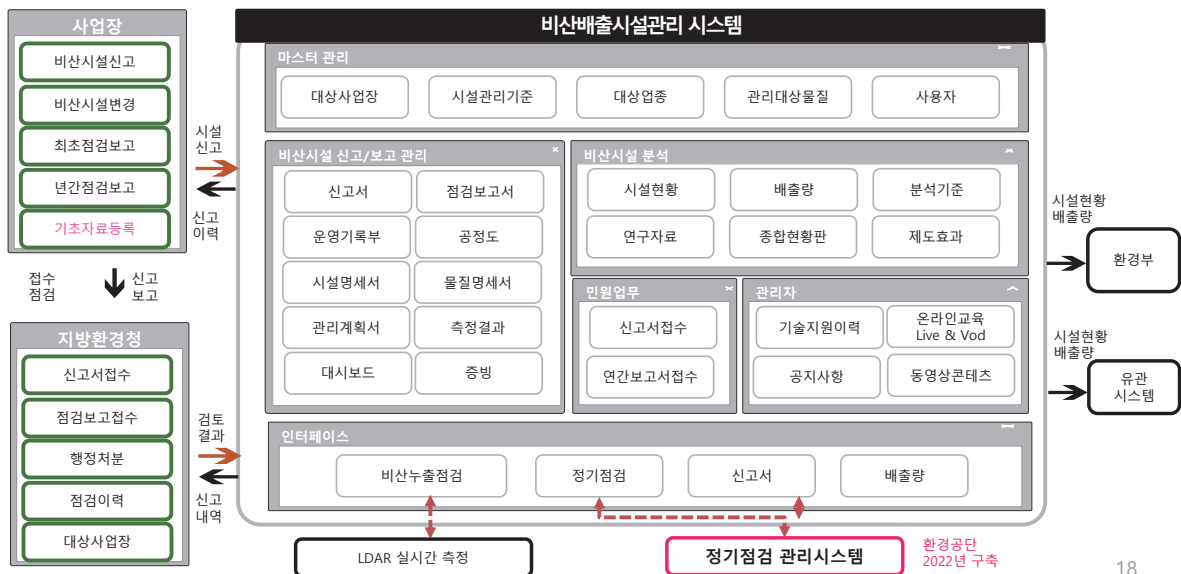 사업장
비산시설신고
비산시설변경
최초점검보고
년간점검보고
기초자료등록
접수
점검
신고
보고
지방환경청
신고서접수
점검보고접수
행정처분
점검이력
대상사업장
시설
신고
신고
이력
검토
결과
신고
내역
비산배출시설관리 시스템
마스터 관리
대상사업장
시설관리기준
대상업종
관리대상물질
사용자
비산시설 신고/보고 관리
신고서
점검보고서
운영기록부
공정도
시설명세서
물질명세서
관리계획서
측정결과
대시보드
증빙
비산시설 분석
시설현황
배출량
분석기준
연구자료
종합현황판
제도효과
민원업무
신고서접수
연간보고서접수
관리자
기술지원이력
온라인교육
Live & Vod
공지사항
동영상콘테츠
인터페이스
비산누출점검
정기점검
신고서
배출량
시설현황
배출량
환경부
시설현황
배출량
유관
시스템
LDAR 실시간 측정
정기점검 관리시스템
환경공단
2022년 구축
18